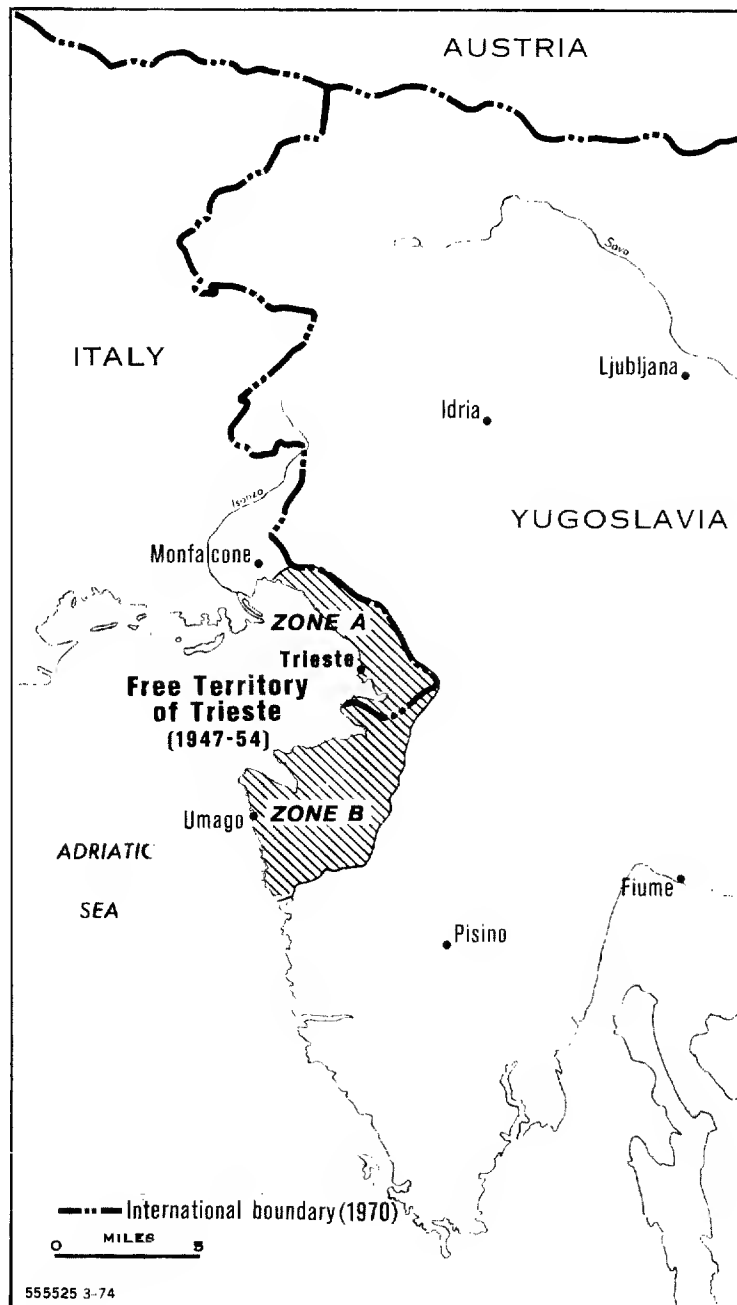 AUSTRIA
Sava
ITALY
Ljubljana
Idria
Isonzo
YUGOSLAVIA
Monfalcone
ZONE A
Trieste
Free Territory
of Trieste
(1947-54)
Umago
ZONE B
ADRIATIC
SEA
Fiume
Pisino
International boundary (1970)
MILES
0 5
555525 3-74